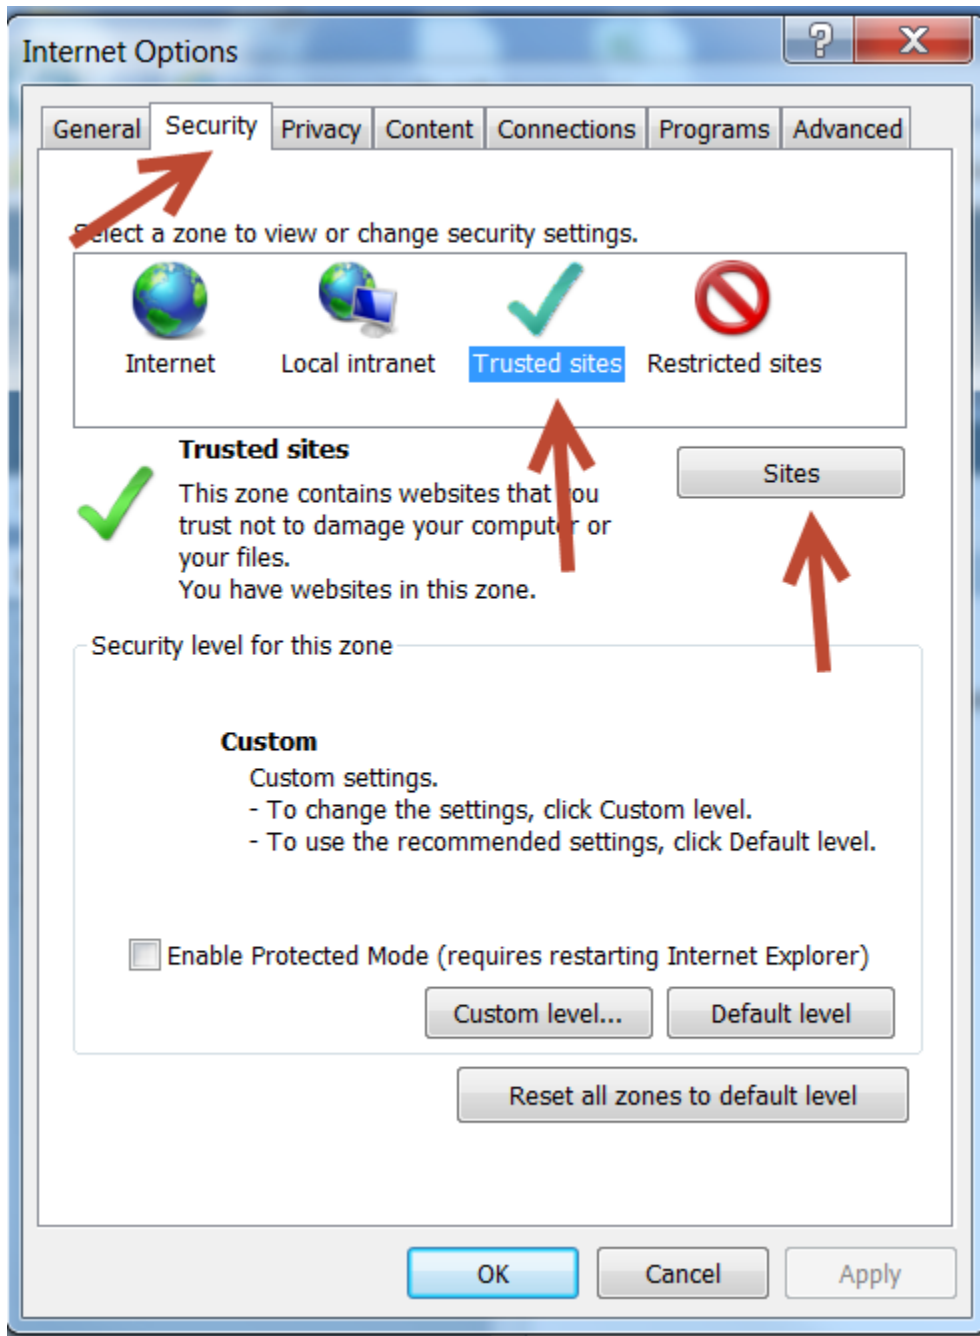 Internet Options
General Security Privacy Content Connections Programs Advanced
Select a zone to view or change security settings.
Internet Local intranet Trusted sites Restricted sites
Trusted sites
Sites
This zone contains websites that you
trust not to damage your computer or
your files.
You have websites in this zone.
Security level for this zone
Custom
Custom settings.
- To change the settings, click Custom level.
- To use the recommended settings, click Default level.
Enable Protected Mode (requires restarting Internet Explorer)
Custom level... Default level
Reset all zones to default level
OK Cancel Apply